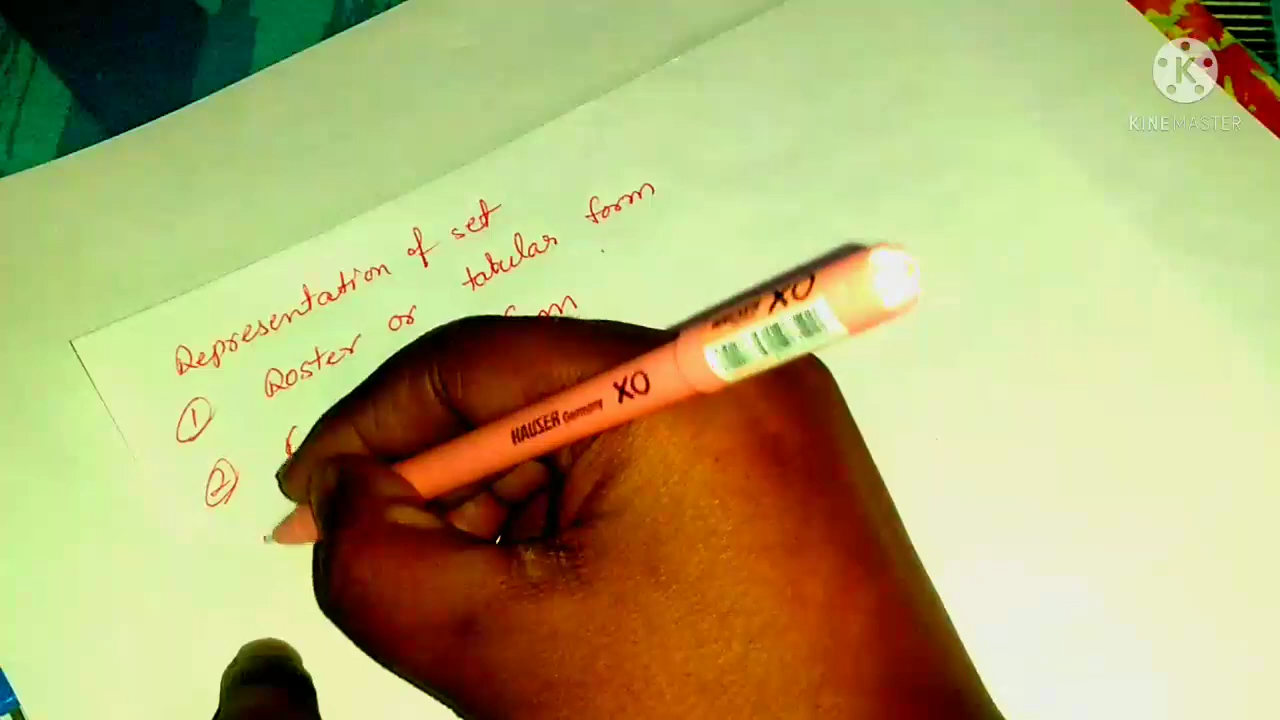 Representation of set
① Roster or tabular form
②
HAUSER Germany XO
XO
K
KINEMASTER